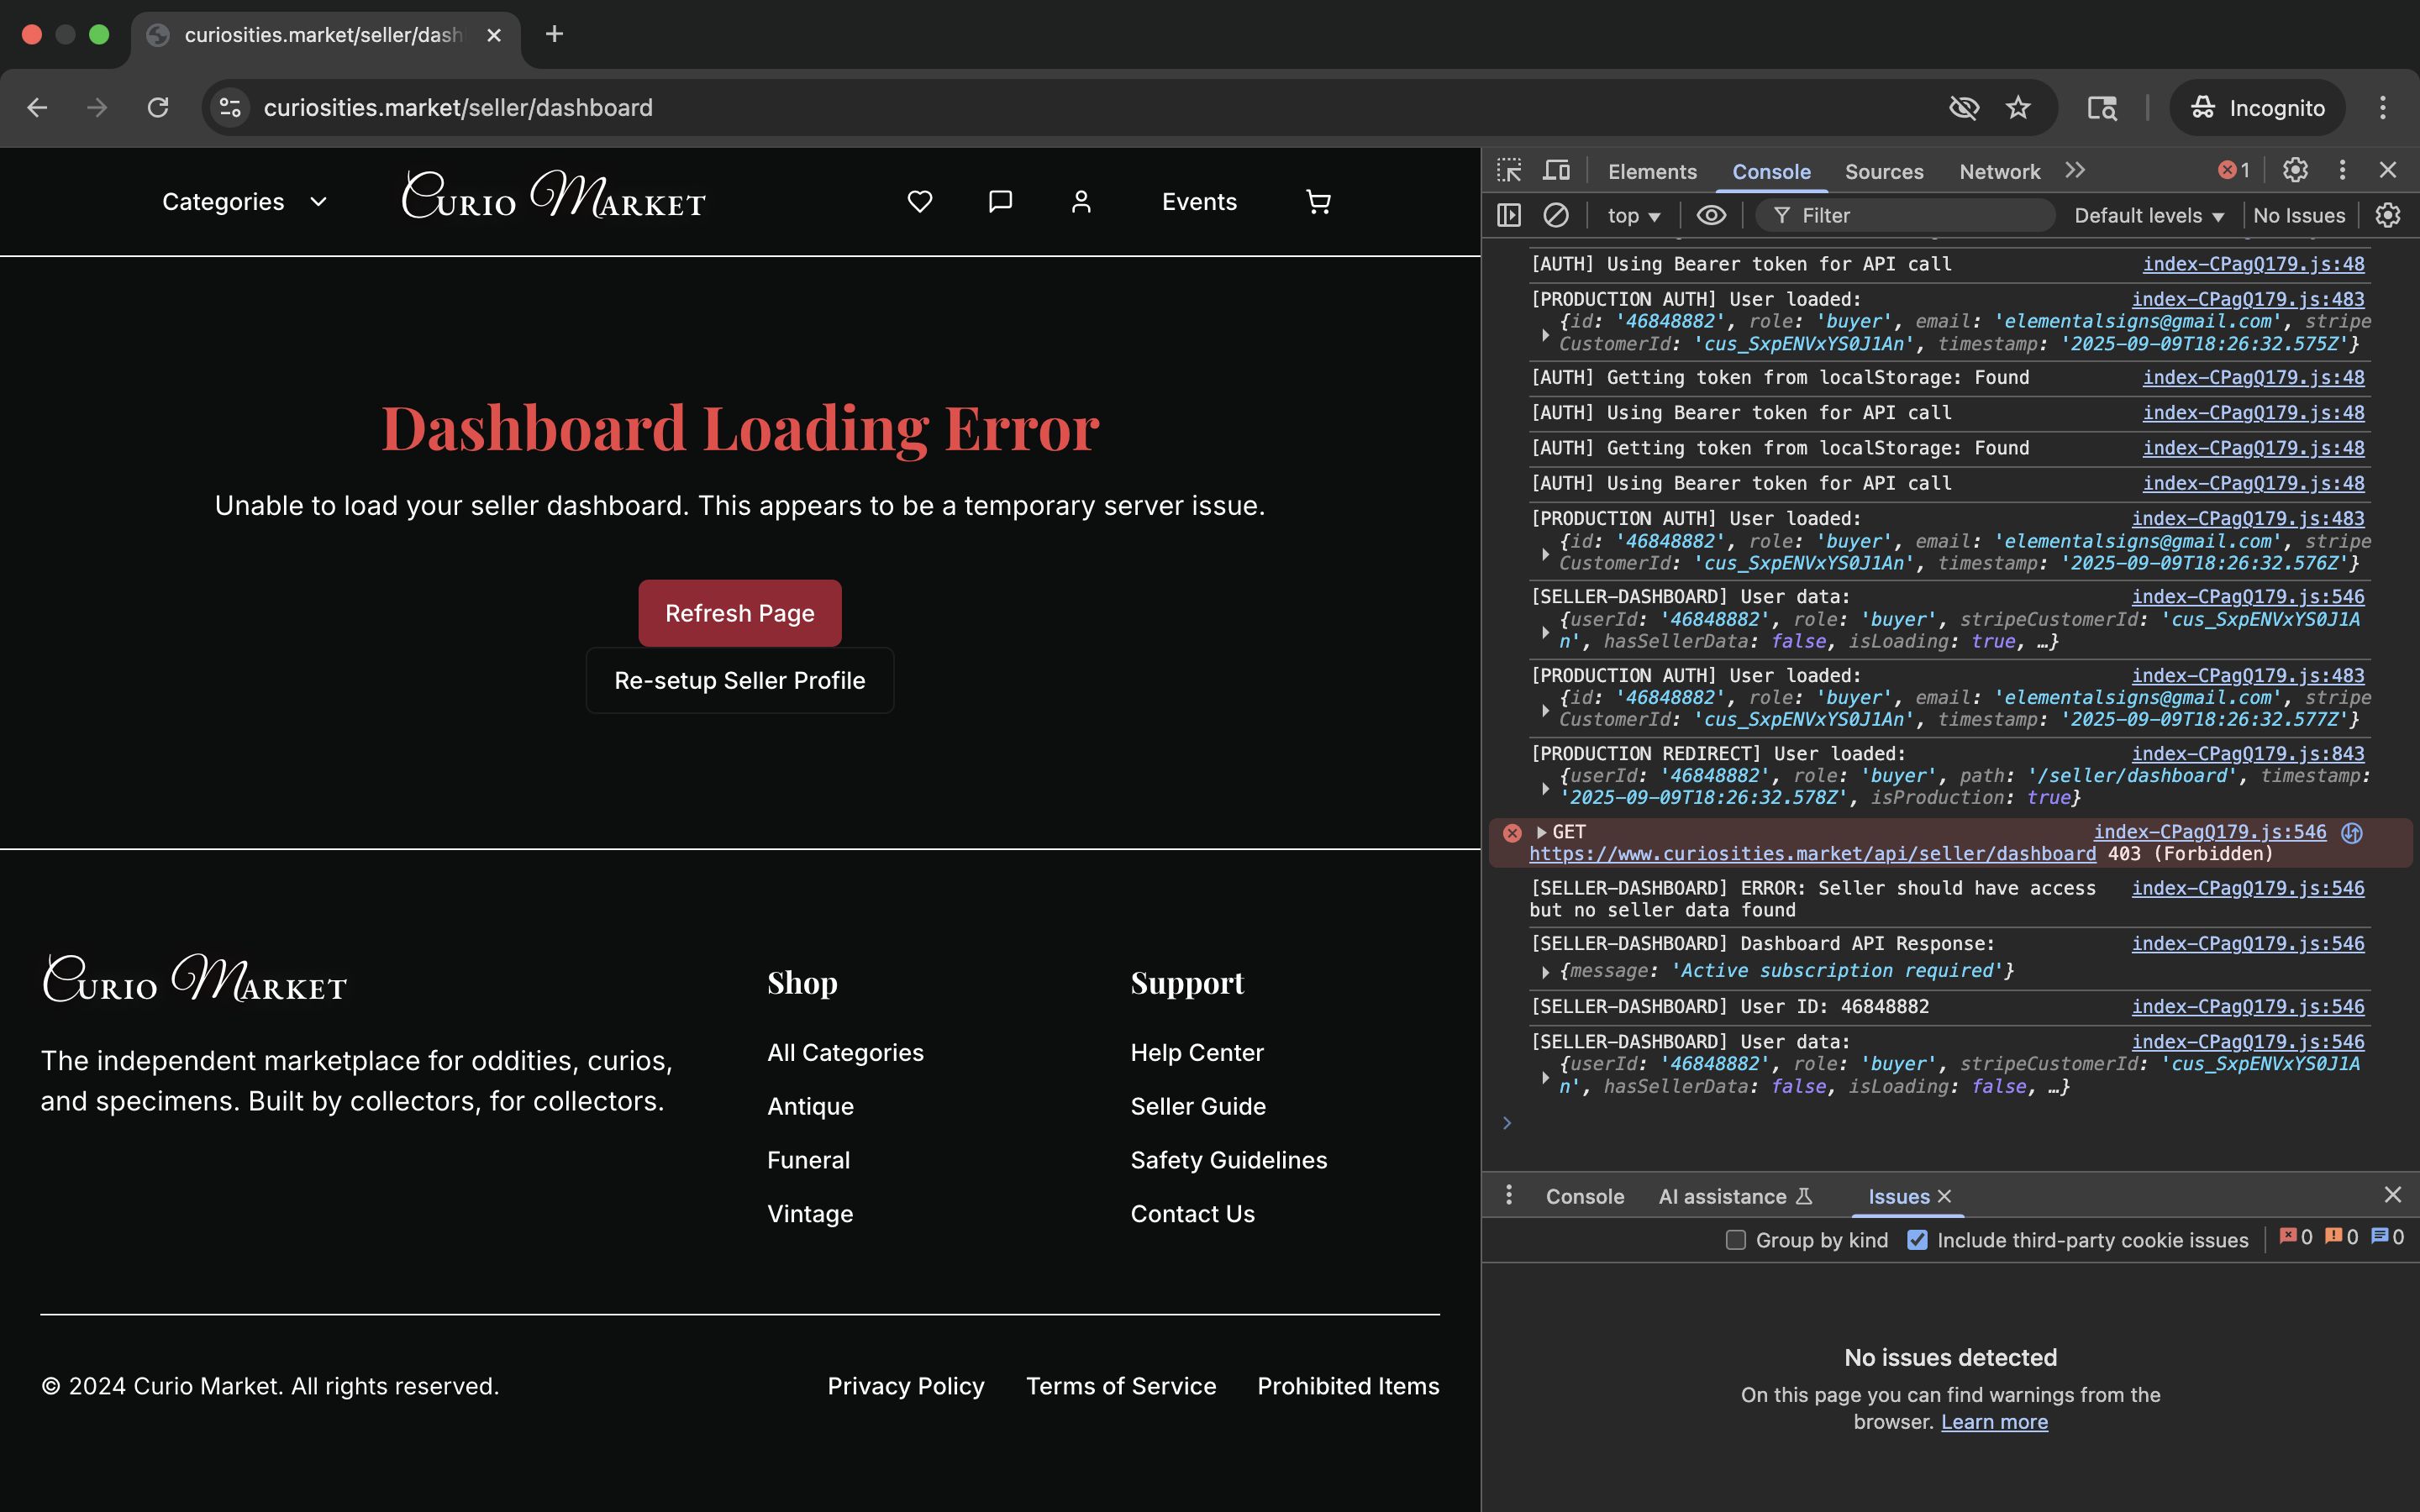 curiosities.market/seller/dash
curiosities.market/seller/dashboard
Incognito
Categories
Curio Market
Events
Dashboard Loading Error
Unable to load your seller dashboard. This appears to be a temporary server issue.
Refresh Page
Re-setup Seller Profile
Curio Market
The independent marketplace for oddities, curios,
and specimens. Built by collectors, for collectors.
Shop
All Categories
Antique
Funeral
Vintage
Support
Help Center
Seller Guide
Safety Guidelines
Contact Us
© 2024 Curio Market. All rights reserved.
Privacy Policy Terms of Service Prohibited Items
Elements Console Sources Network 1
top Filter Default levels No Issues
[AUTH] Using Bearer token for API call index-CPagQ179.js:48
[PRODUCTION AUTH] User loaded: index-CPagQ179.js:483
{id: '46848882', role: 'buyer', email: 'elementalsigns@gmail.com', stripe
CustomerId: 'cus_SxpENVxYS0J1An', timestamp: '2025-09-09T18:26:32.575Z'}
[AUTH] Getting token from localStorage: Found index-CPagQ179.js:48
[AUTH] Using Bearer token for API call index-CPagQ179.js:48
[AUTH] Getting token from localStorage: Found index-CPagQ179.js:48
[AUTH] Using Bearer token for API call index-CPagQ179.js:48
[PRODUCTION AUTH] User loaded: index-CPagQ179.js:483
{id: '46848882', role: 'buyer', email: 'elementalsigns@gmail.com', stripe
CustomerId: 'cus_SxpENVxYS0J1An', timestamp: '2025-09-09T18:26:32.576Z'}
[SELLER-DASHBOARD] User data: index-CPagQ179.js:546
{userId: '46848882', role: 'buyer', stripeCustomerId: 'cus_SxpENVxYS0J1A
n', hasSellerData: false, isLoading: true, …}
[PRODUCTION AUTH] User loaded: index-CPagQ179.js:483
{id: '46848882', role: 'buyer', email: 'elementalsigns@gmail.com', stripe
CustomerId: 'cus_SxpENVxYS0J1An', timestamp: '2025-09-09T18:26:32.577Z'}
[PRODUCTION REDIRECT] User loaded: index-CPagQ179.js:843
{userId: '46848882', role: 'buyer', path: '/seller/dashboard', timestamp:
'2025-09-09T18:26:32.578Z', isProduction: true}
GET index-CPagQ179.js:546
https://www.curiosities.market/api/seller/dashboard 403 (Forbidden)
[SELLER-DASHBOARD] ERROR: Seller should have access index-CPagQ179.js:546
but no seller data found
[SELLER-DASHBOARD] Dashboard API Response: index-CPagQ179.js:546
{message: 'Active subscription required'}
[SELLER-DASHBOARD] User ID: 46848882 index-CPagQ179.js:546
[SELLER-DASHBOARD] User data: index-CPagQ179.js:546
{userId: '46848882', role: 'buyer', stripeCustomerId: 'cus_SxpENVxYS0J1A
n', hasSellerData: false, isLoading: false, …}
Console AI assistance Issues
Group by kind Include third-party cookie issues 0 0 0
No issues detected
On this page you can find warnings from the
browser. Learn more